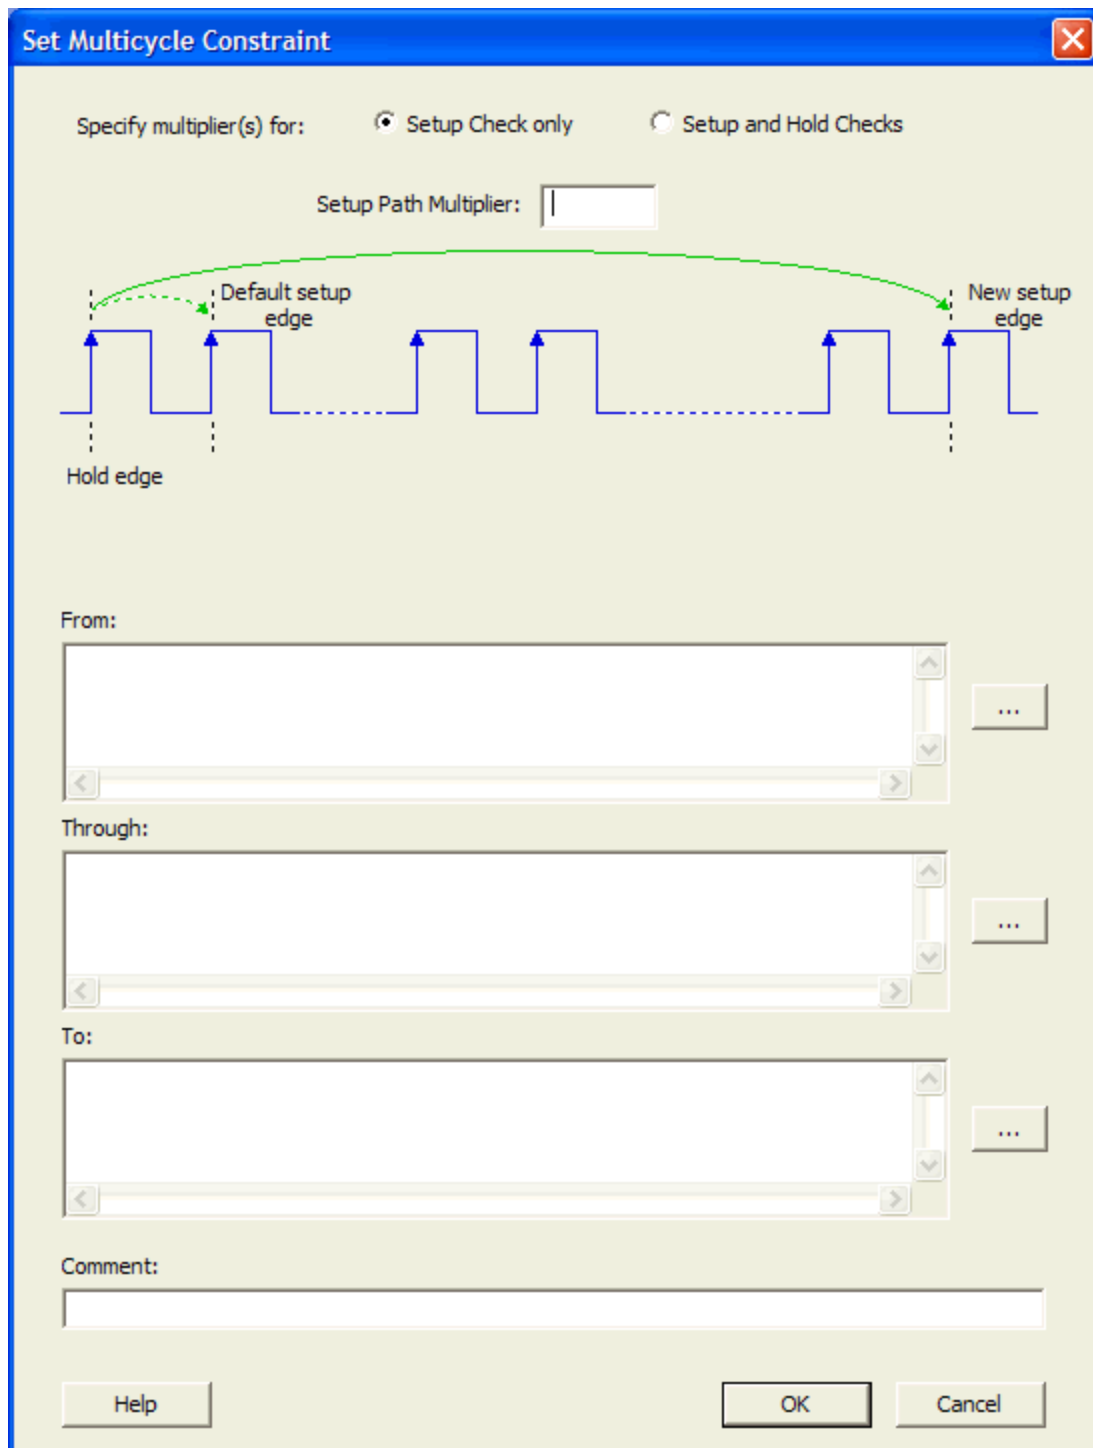 Set Multicycle Constraint
Specify multiplier(s) for: Setup Check only Setup and Hold Checks
Setup Path Multiplier:
Default setup
edge
New setup
edge
Hold edge
From:
...
Through:
...
To:
...
Comment:
Help OK Cancel